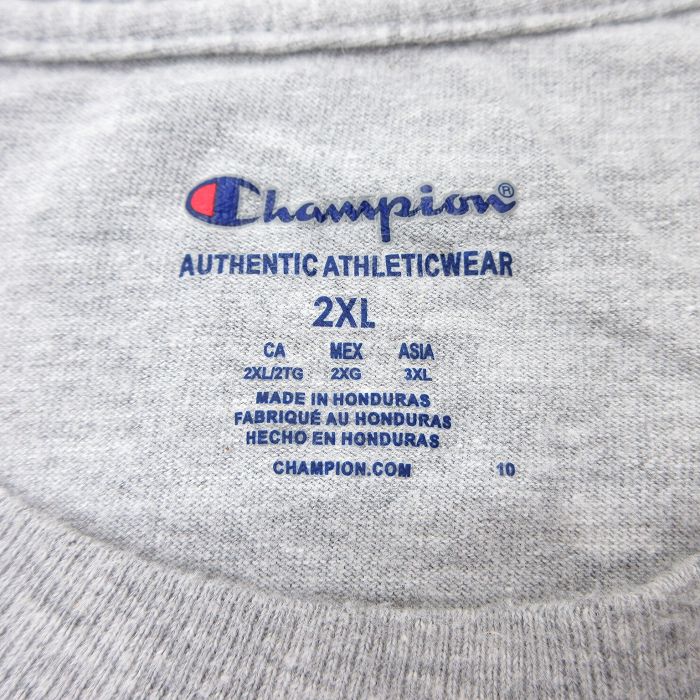 Champion®
AUTHENTIC ATHLETICWEAR
2XL
CA MEX ASIA
2XL/2TG 2XG 3XL
MADE IN HONDURAS
FABRIQUÉ AU HONDURAS
HECHO EN HONDURAS
CHAMPION.COM 10